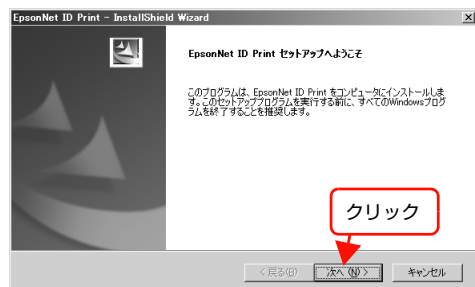 EpsonNet ID Print - InstallShield Wizard
EpsonNet ID Print セットアップへようこそ
このプログラムは、EpsonNet ID Print をコンピュータにインストールしま
す。このセットアッププログラムを実行する前に、すべてのWindowsプログ
ラムを終了することを推奨します。
クリック
< 戻る(B)
次へ (N) >
キャンセル